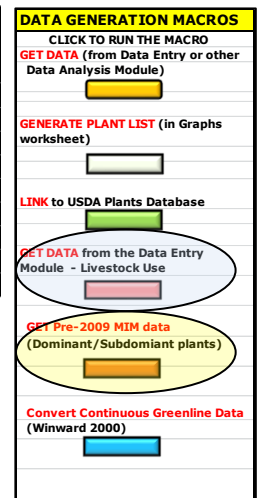 DATA GENERATION MACROS
CLICK TO RUN THE MACRO
GET DATA (from Data Entry or other
Data Analysis Module)
GENERATE PLANT LIST (in Graphs
worksheet)
LINK to USDA Plants Database
GET DATA from the Data Entry
Module - Livestock Use
GET Pre-2009 MIM data
(Dominant/Subdomiant plants)
Convert Continuous Greenline Data
(Winward 2000)